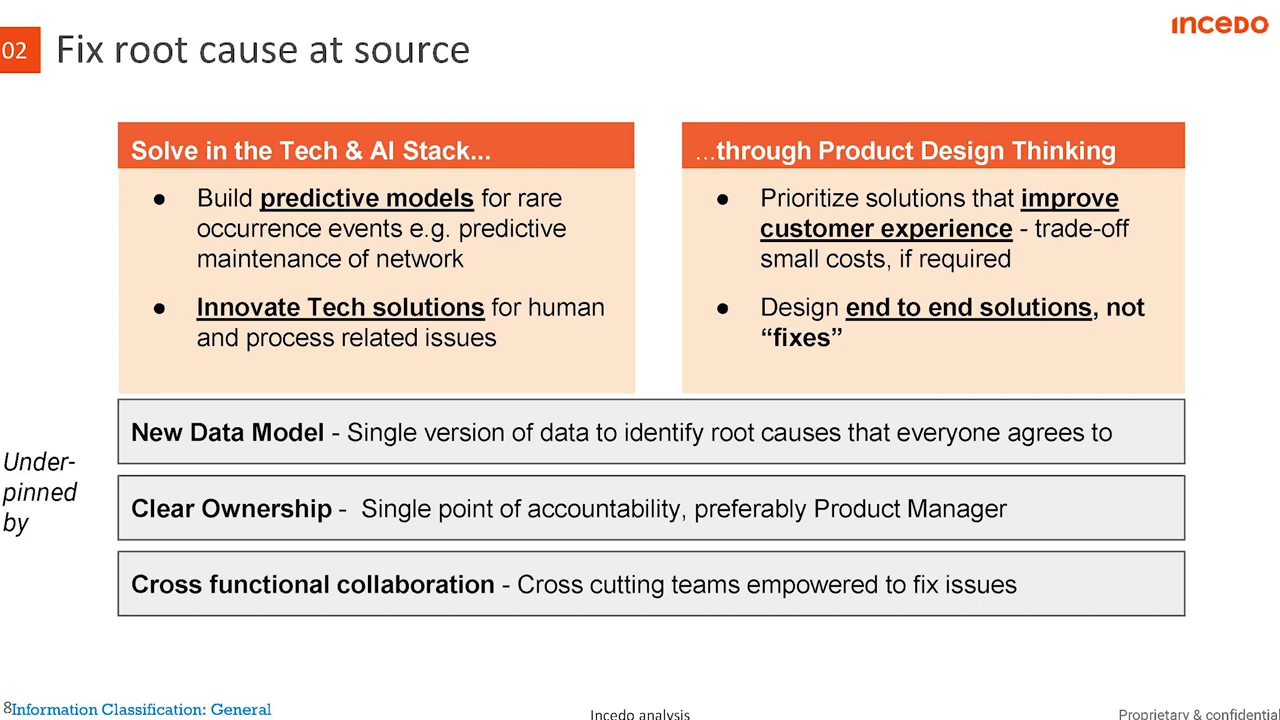 INCEDO
02 Fix root cause at source
Solve in the Tech & AI Stack...
● Build predictive models for rare
occurrence events e.g. predictive
maintenance of network
● Innovate Tech solutions for human
and process related issues
...through Product Design Thinking
● Prioritize solutions that improve
customer experience - trade-off
small costs, if required
● Design end to end solutions, not
“fixes”
Under-
pinned
by
New Data Model - Single version of data to identify root causes that everyone agrees to
Clear Ownership - Single point of accountability, preferably Product Manager
Cross functional collaboration - Cross cutting teams empowered to fix issues
8Information Classification: General
Incedo analysis
Proprietary & confidential